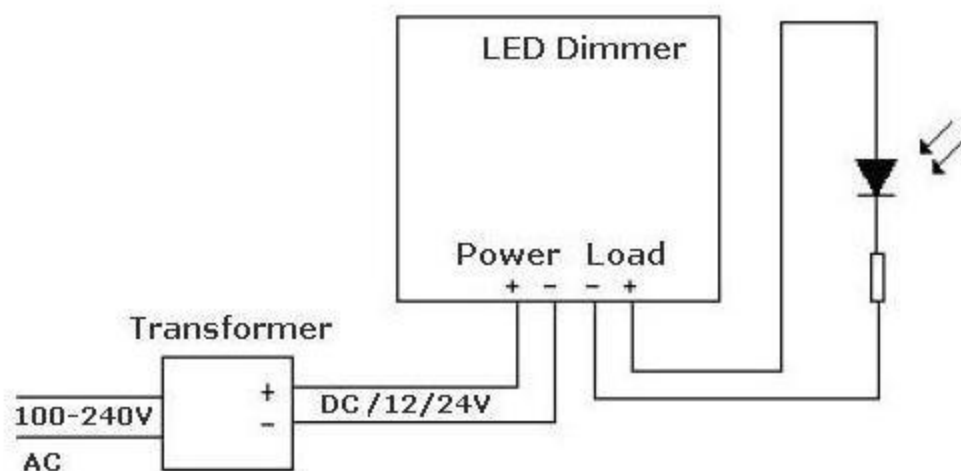 LED Dimmer
Power Load
+ - - +
Transformer
+
-
100-240V
DC /12/24V
AC